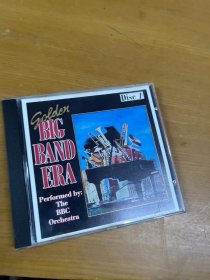 Disc 1
Golden
BIG
BAND
ERA
Performed by:
The
BBC
Orchestra